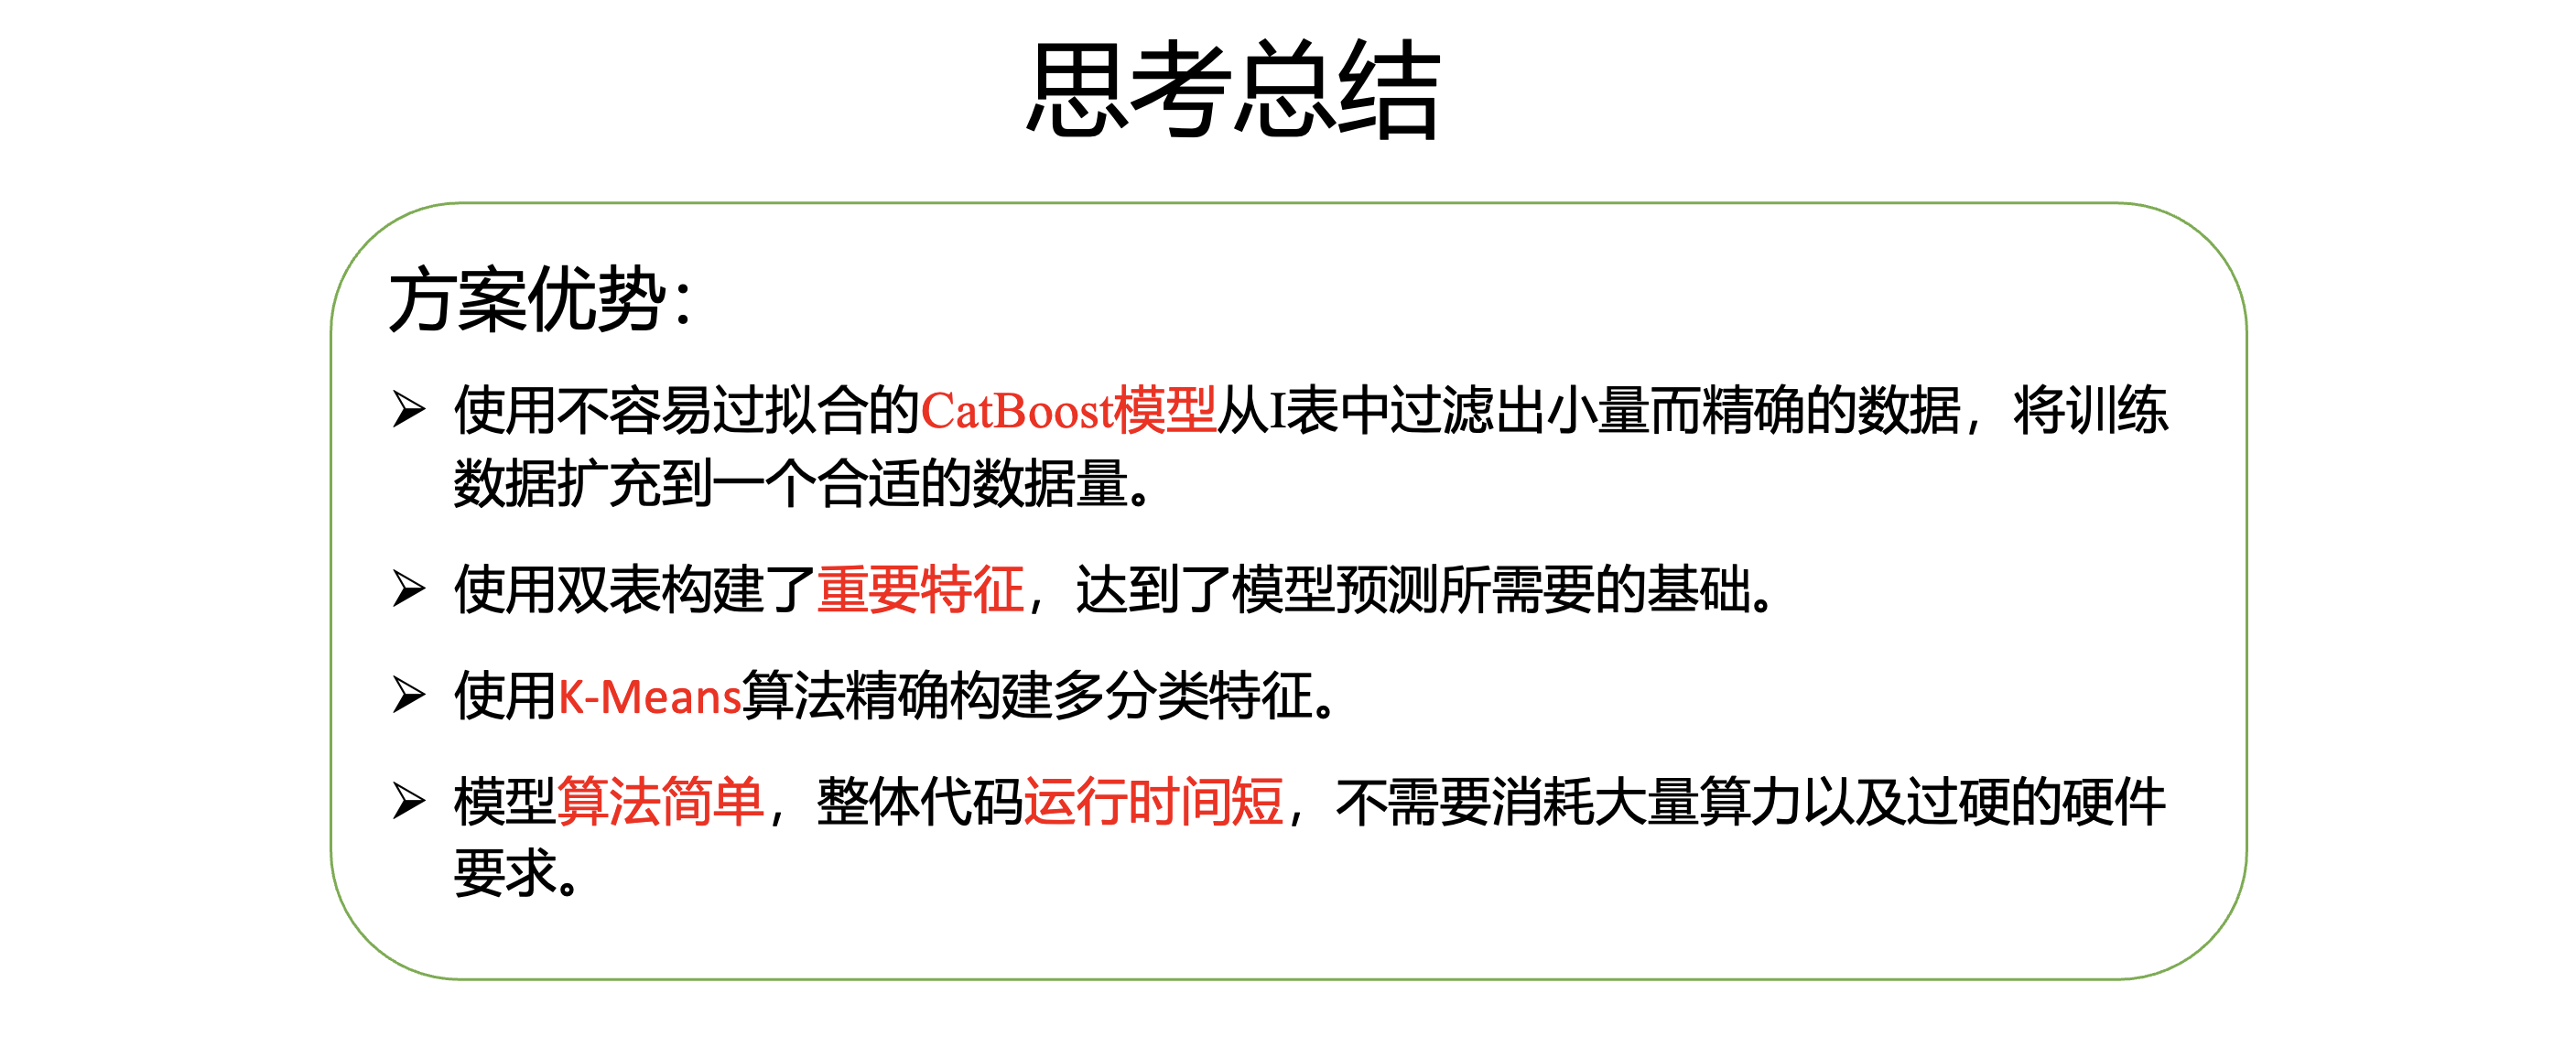 思考总结
方案优势：
使用不容易过拟合的CatBoost模型从I表中过滤出小量而精确的数据，将训练
数据扩充到一个合适的数据量。
使用双表构建了重要特征，达到了模型预测所需要的基础。
使用K-Means算法精确构建多分类特征。
模型算法简单，整体代码运行时间短，不需要消耗大量算力以及过硬的硬件
要求。